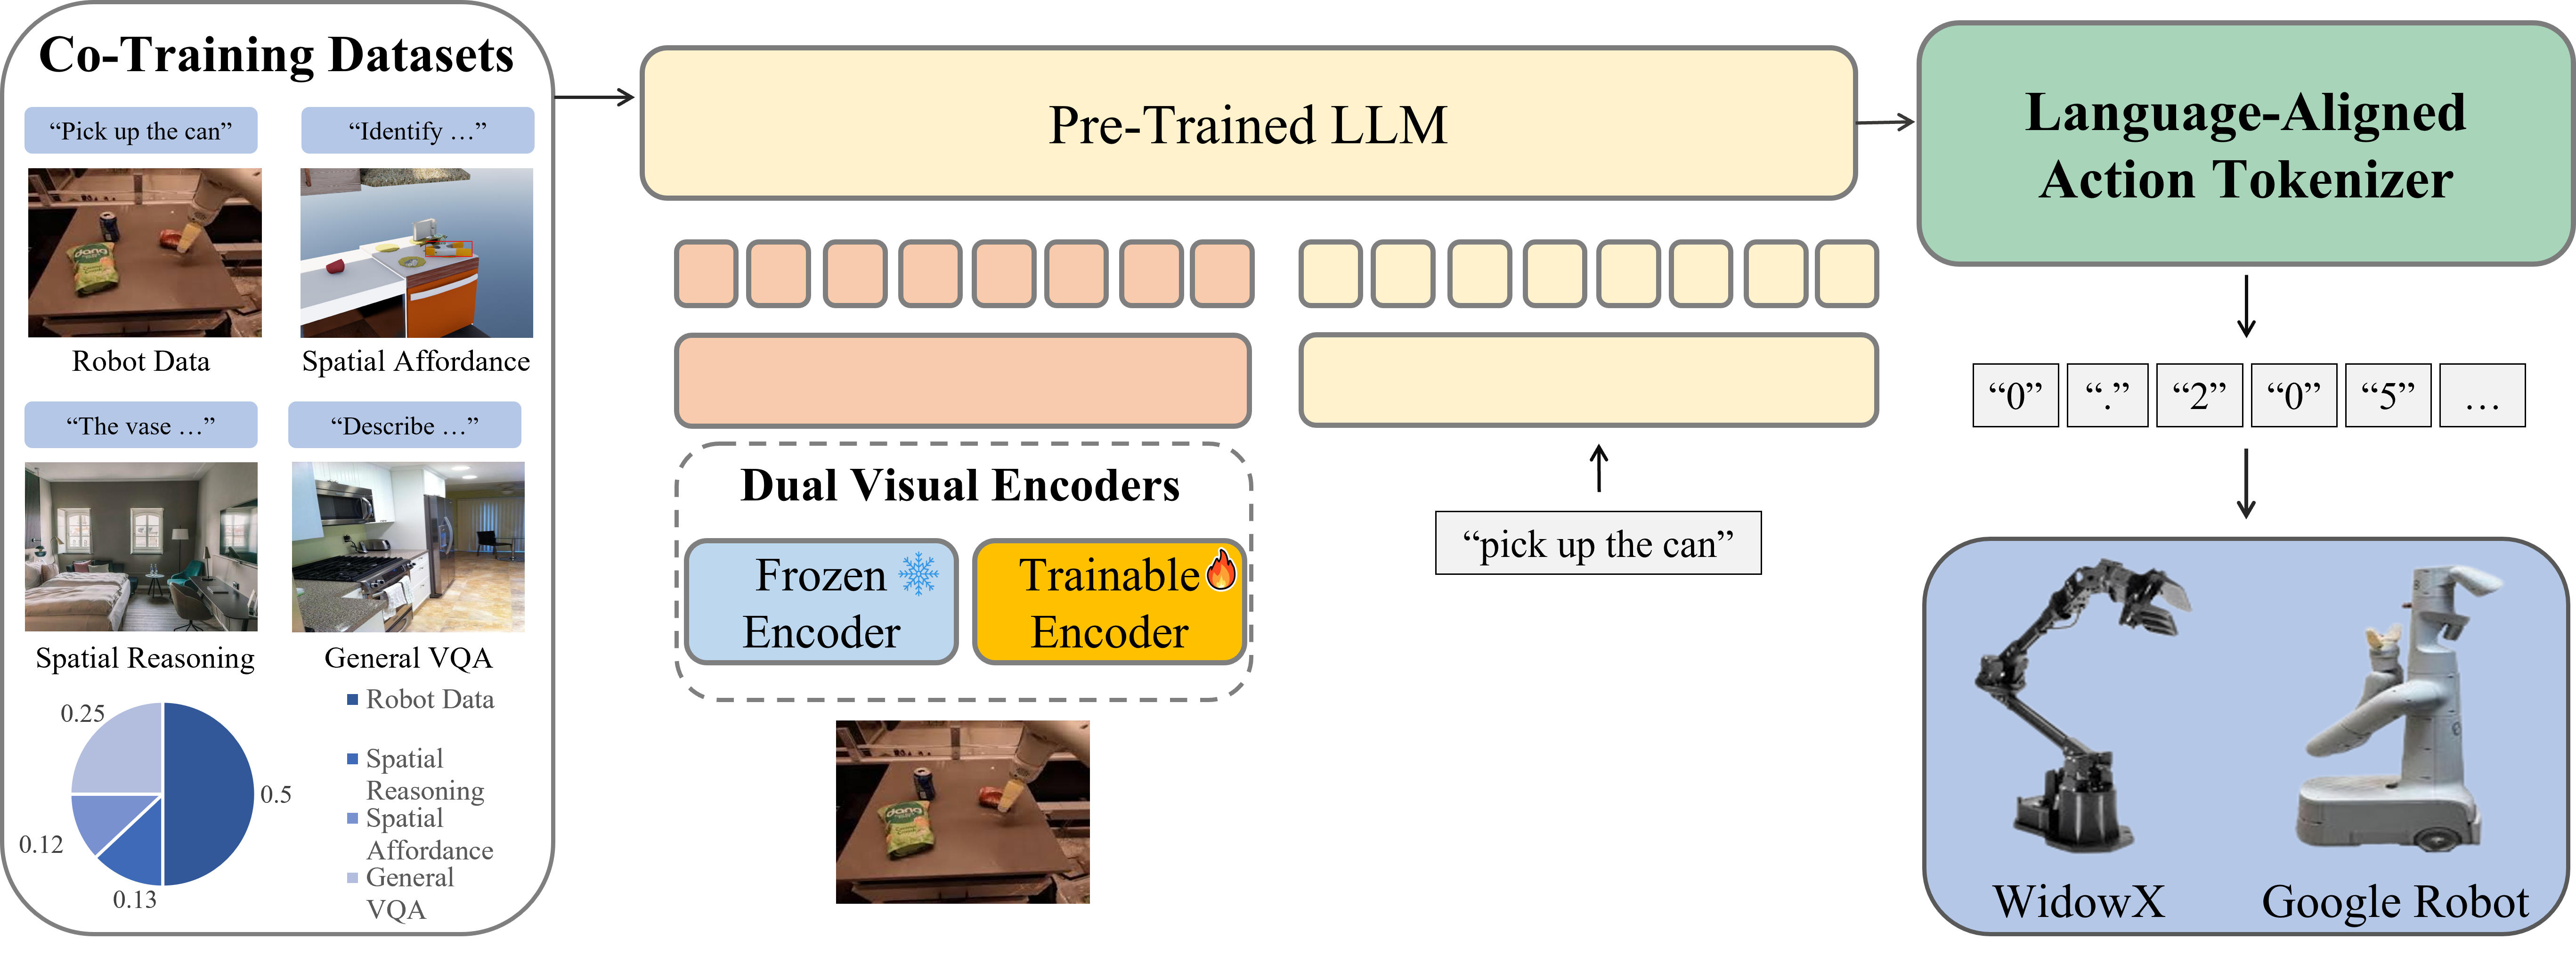 Co-Training Datasets
“Pick up the can”
“Identify …”
Robot Data
Spatial Affordance
“The vase …”
“Describe …”
Spatial Reasoning
General VQA
0.25
0.5
0.12
0.13
Robot Data
Spatial
Reasoning
Spatial
Affordance
General
VQA
Pre-Trained LLM
Dual Visual Encoders
Frozen
Encoder
Trainable
Encoder
“pick up the can”
Language-Aligned
Action Tokenizer
“0” “.” “2” “0” “5” …
WidowX
Google Robot